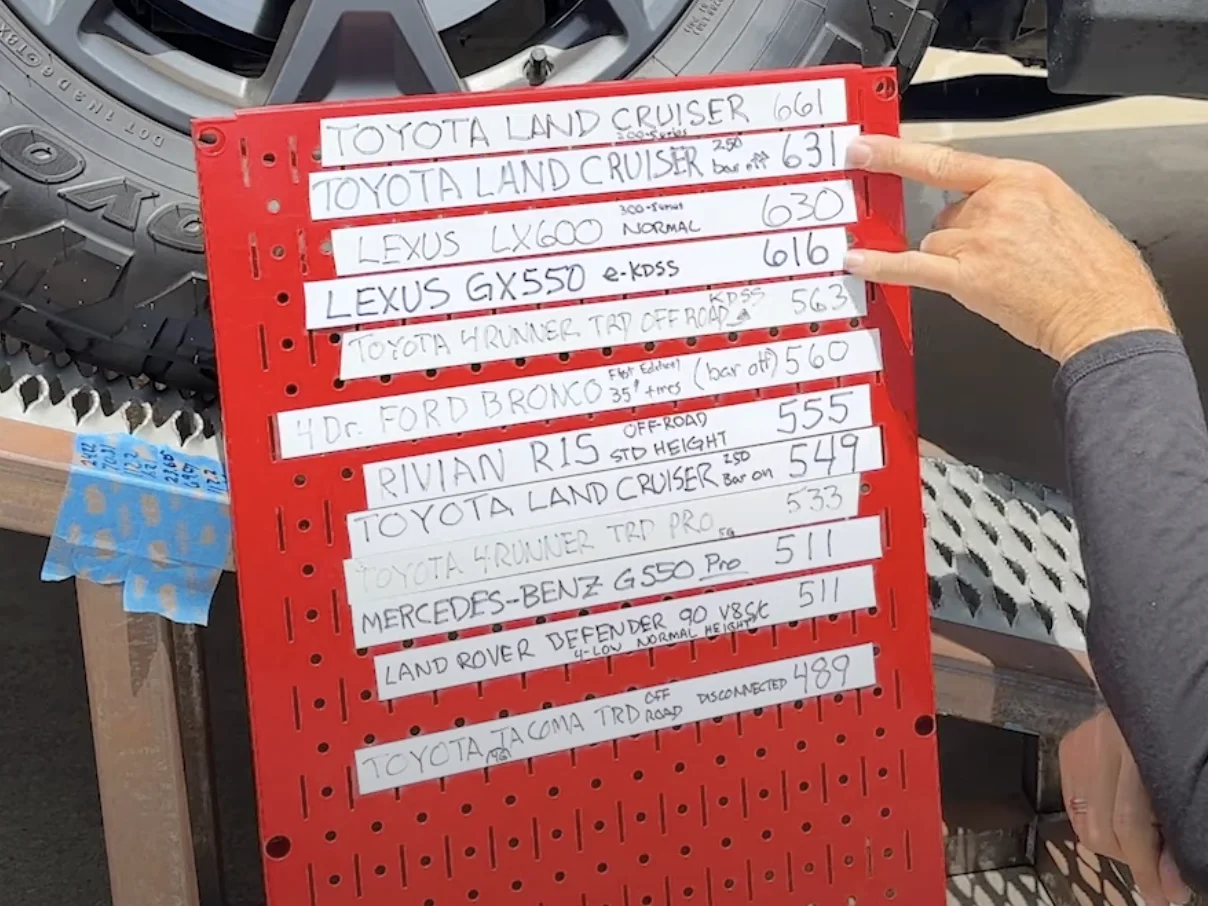 TOYOTA LAND CRUISER 200-Series 661
TOYOTA LAND CRUISER 250 bar off 631
LEXUS LX600 300-Series NORMAL 630
LEXUS GX550 e-KDSS 616
TOYOTA 4RUNNER TRD OFF ROAD KDSS 563
4Dr. FORD BRONCO First Edition 35" tires (bar off) 560
RIVIAN R1S OFF-ROAD STD HEIGHT 555
TOYOTA LAND CRUISER 250 Bar on 549
TOYOTA 4RUNNER TRD PRO 5G 533
MERCEDES-BENZ G550 Pro 511
LAND ROVER DEFENDER 90 V8 4-LOW NORMAL HEIGHT 511
TOYOTA TACOMA TRD OFF ROAD DISCONNECTED 489
DOT 1N3D